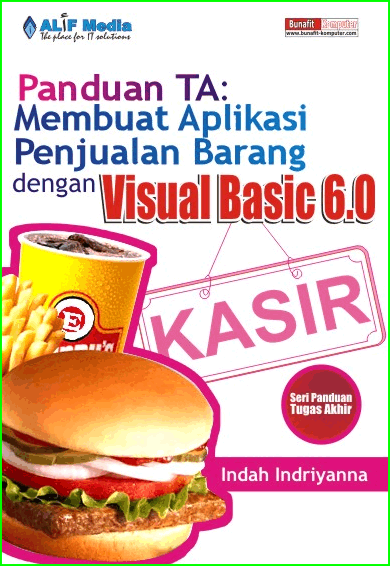 ALiF Media
The place for IT solutions
Bunafit Komputer
www.bunafit-komputer.com
Panduan TA:
Membuat Aplikasi
Penjualan Barang
dengan Visual Basic 6.0
KASIR
E
Seri Panduan
Tugas Akhir
Indah Indriyanna